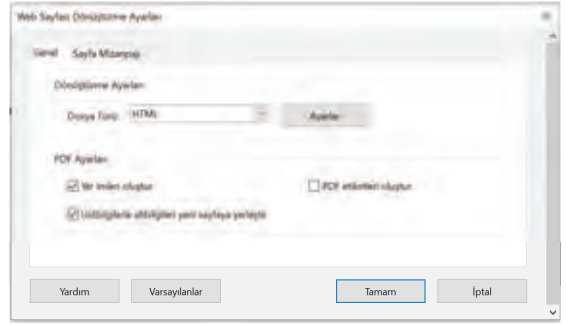 Web Sayfası Dönüştürme Ayarları
Genel Sayfa Mizanpajı
Dönüştürme Ayarları
Dosya Türü: HTML Ayarlar
PDF Ayarları
Bir imleri oluştur PDF etiketleri oluştur
Üstbilgilerle altbilgileri yeni sayfaya yerleştir
Yardım Varsayılanlar Tamam İptal